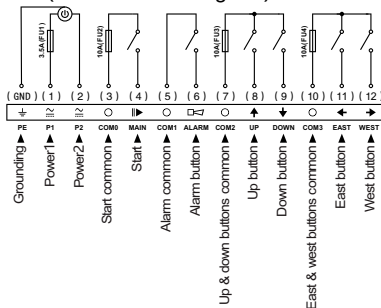 3.5A(FU1)
10A(FU2)
10A(FU3)
10A(FU4)
(GND) (1) (2) (3) (4) (5) (6) (7) (8) (9) (10) (11) (12)
PE P1 P2 COM0 MAIN COM1 ALARM COM2 UP DOWN COM3 EAST WEST
Grounding
Power1
Power2
Start common
Start
Alarm common
Alarm button
Up & down buttons common
Up button
Down button
East & west buttons common
East button
West button